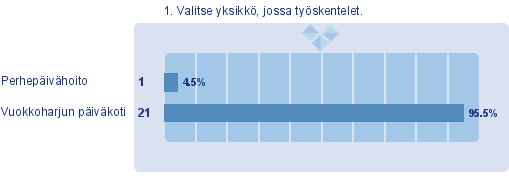 1. Valitse yksikkö, jossa työskentelet.
Perhepäivähoito 1 4.5%
Vuokkoharjun päiväkoti 21 95.5%